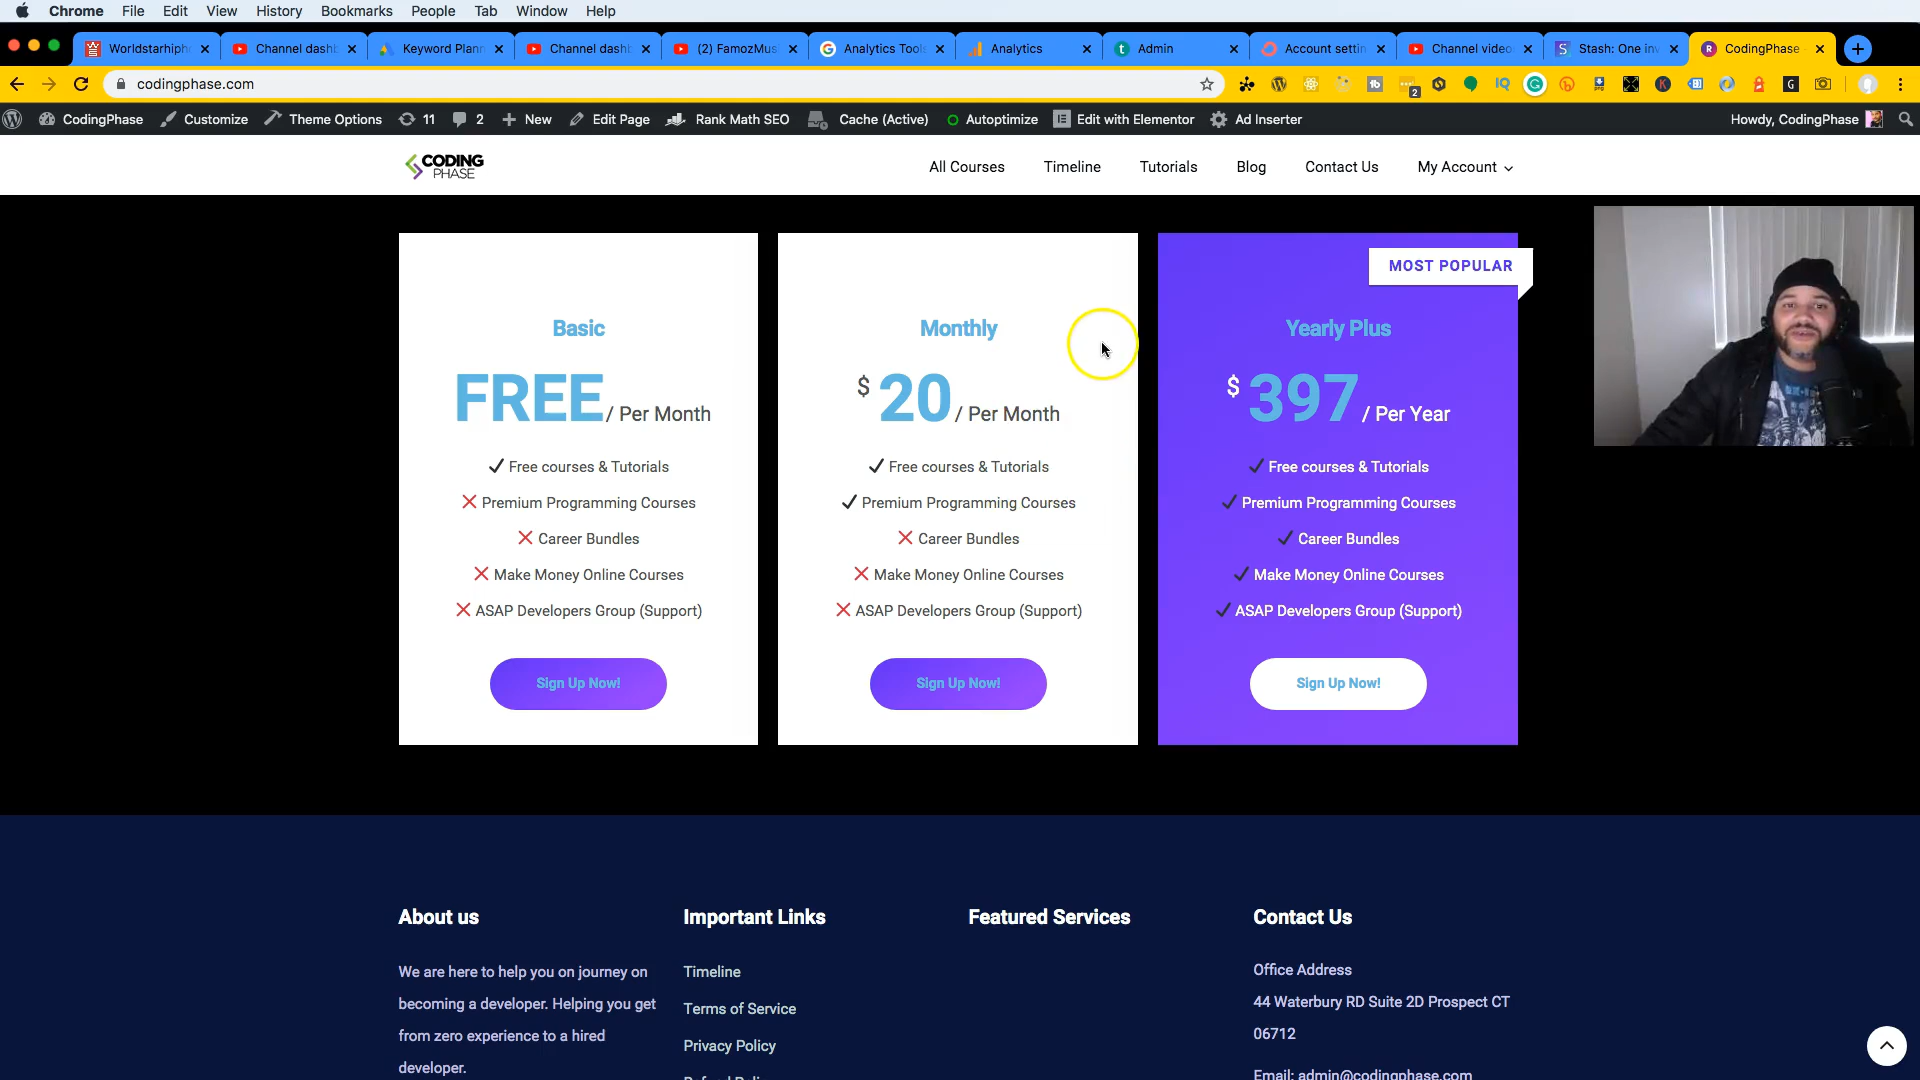 Chrome File Edit View History Bookmarks People Tab Window Help
Worldstarhiph Channel dashb Keyword Plann Channel dashb (2) FamozMus Analytics Tools Analytics Admin Account settin Channel video Stash: One inv CodingPhase
codingphase.com
CodingPhase Customize Theme Options 11 2 New Edit Page Rank Math SEO Cache (Active) Autoptimize Edit with Elementor Ad Inserter Howdy, CodingPhase
CODING
PHASE
All Courses Timeline Tutorials Blog Contact Us My Account
Basic
FREE / Per Month
Free courses & Tutorials
Premium Programming Courses
Career Bundles
Make Money Online Courses
ASAP Developers Group (Support)
Sign Up Now!
Monthly
$ 20 / Per Month
Free courses & Tutorials
Premium Programming Courses
Career Bundles
Make Money Online Courses
ASAP Developers Group (Support)
Sign Up Now!
MOST POPULAR
Yearly Plus
$ 397 / Per Year
Free courses & Tutorials
Premium Programming Courses
Career Bundles
Make Money Online Courses
ASAP Developers Group (Support)
Sign Up Now!
About us
We are here to help you on journey on
becoming a developer. Helping you get
from zero experience to a hired
developer.
Important Links
Timeline
Terms of Service
Privacy Policy
Featured Services
Contact Us
Office Address
44 Waterbury RD Suite 2D Prospect CT
06712
Email: admin@codingphase.com